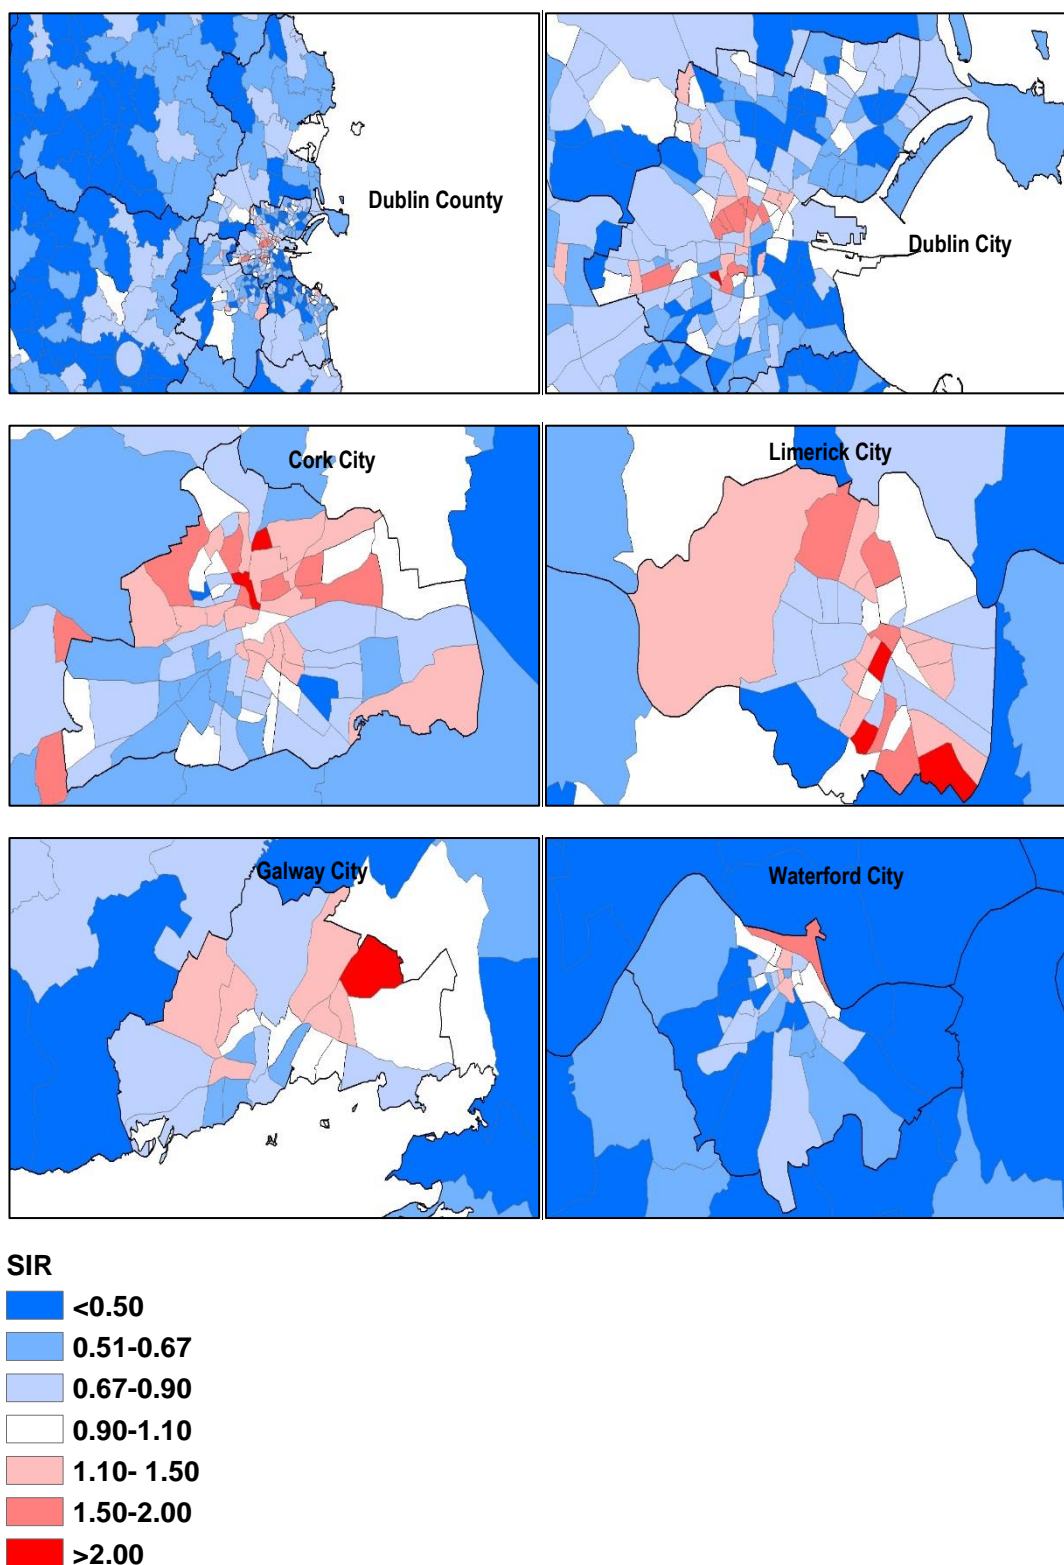 Dublin County
Dublin City
Cork City
Limerick City
Galway City
Waterford City
SIR
<0.50
0.51-0.67
0.67-0.90
0.90-1.10
1.10- 1.50
1.50-2.00
>2.00